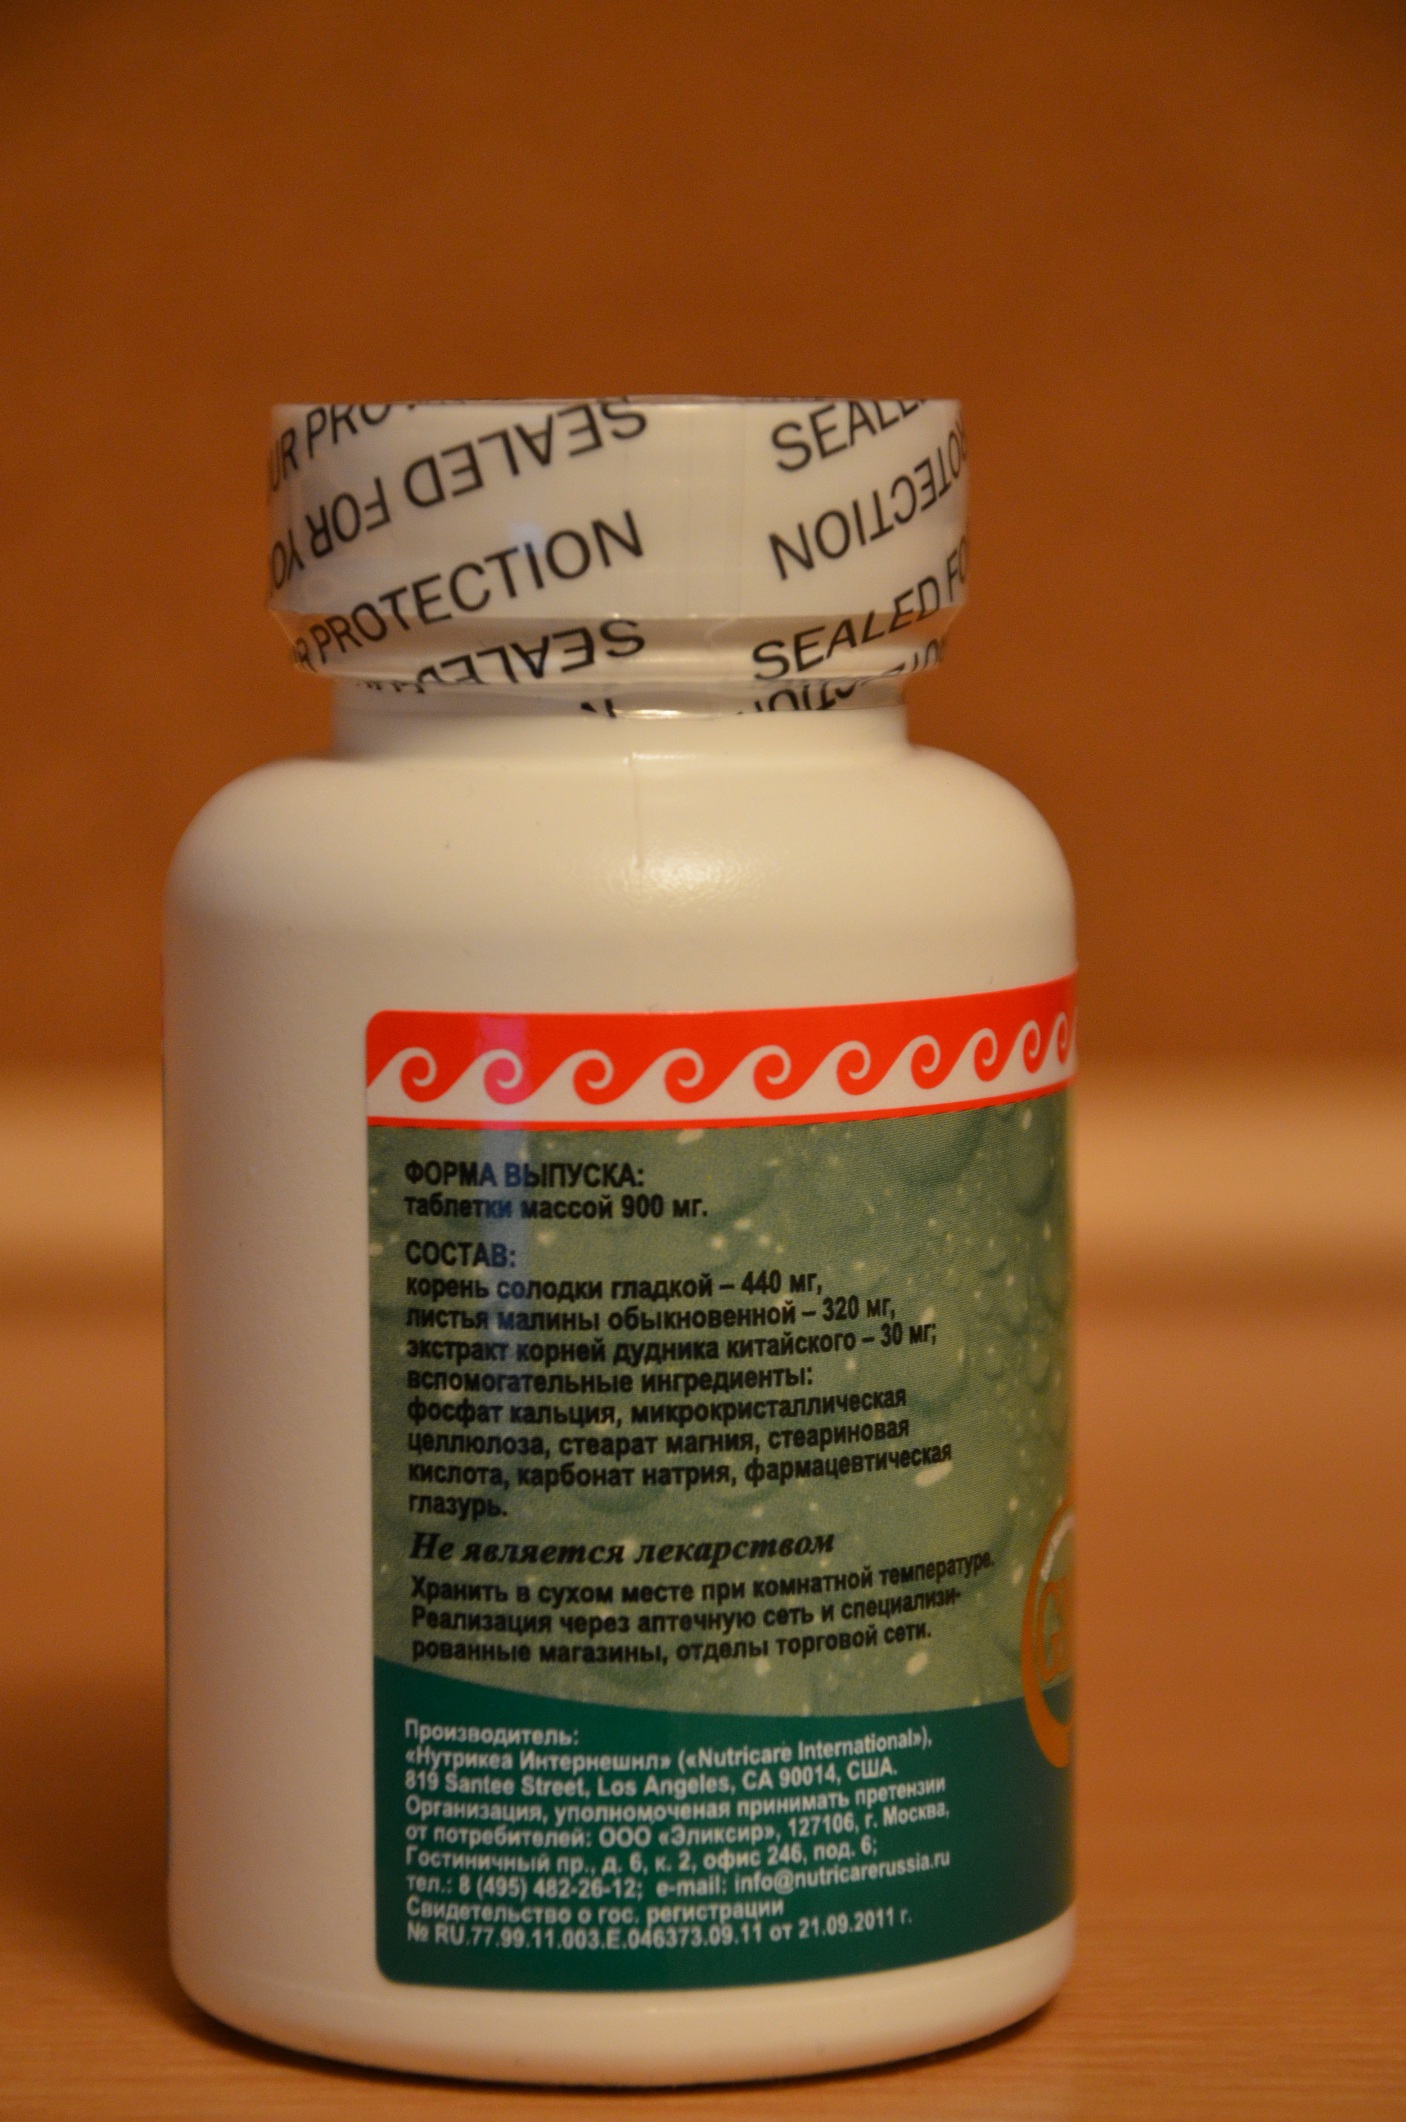 UR PRO
SEALED FOR YO
PROTECTION
SEALED
SEALED
PROTECTION
SEALED FO
ФОРМА ВЫПУСКА:
таблетки массой 900 мг.
СОСТАВ:
корень солодки гладкой – 440 мг,
листья малины обыкновенной – 320 мг,
экстракт корней дудника китайского – 30 мг;
вспомогательные ингредиенты:
фосфат кальция, микрокристаллическая
целлюлоза, стеарат магния, стеариновая
кислота, карбонат натрия, фармацевтическая
глазурь.
Не является лекарством
Хранить в сухом месте при комнатной температуре.
Реализация через аптечную сеть и специализи-
рованные магазины, отделы торговой сети.
Производитель:
«Нутрикеа Интернешнл» («Nutricare International»),
819 Santee Street, Los Angeles, CA 90014, США.
Организация, уполномоченая принимать претензии
от потребителей: ООО «Эликсир», 127106, г. Москва,
Гостиничный пр., д. 6, к. 2, офис 246, под. 6;
тел.: 8 (495) 482-26-12; e-mail: info@nutricarerussia.ru
Свидетельство о гос. регистрации
№ RU.77.99.11.003.E.046373.09.11 от 21.09.2011 г.